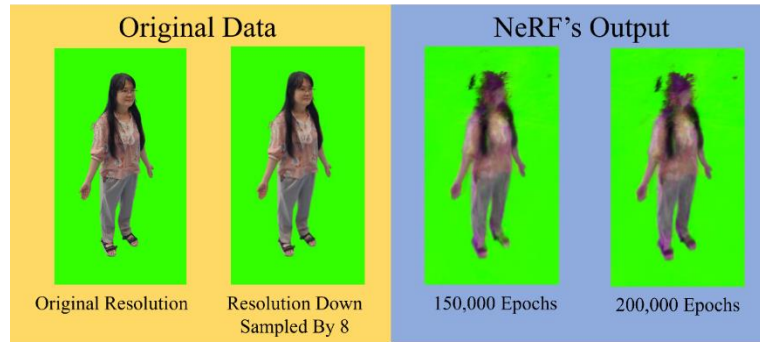 Original Data
NeRF's Output
Original Resolution
Resolution Down
Sampled By 8
150,000 Epochs
200,000 Epochs